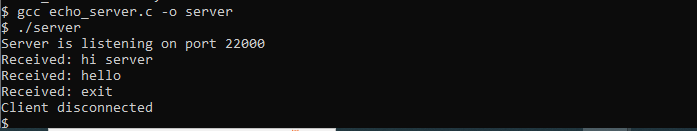 $ gcc echo_server.c -o server
$ ./server
Server is listening on port 22000
Received: hi server
Received: hello
Received: exit
Client disconnected
$